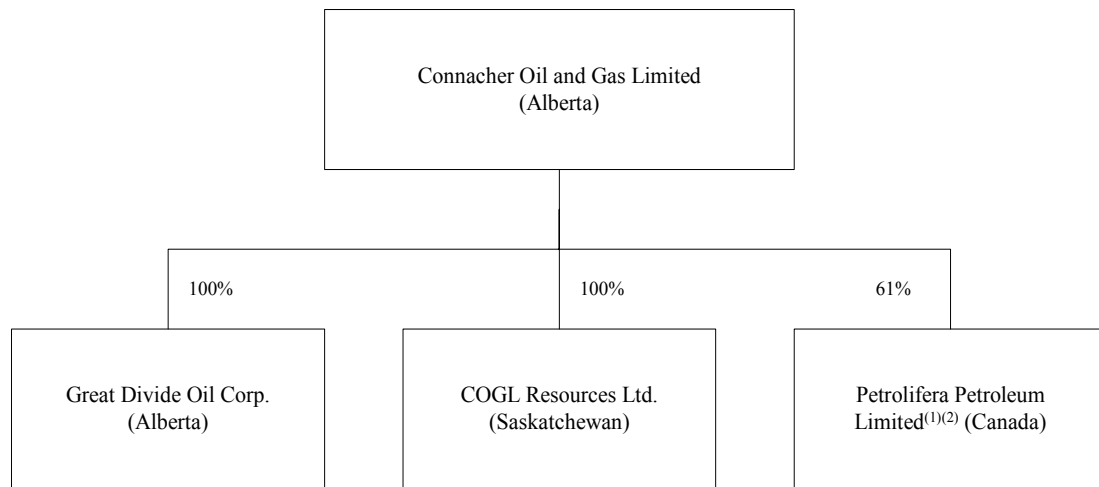 Connacher Oil and Gas Limited
(Alberta)
100%
100%
61%
Great Divide Oil Corp.
(Alberta)
COGL Resources Ltd.
(Saskatchewan)
Petrolifera Petroleum
Limited(1)(2) (Canada)